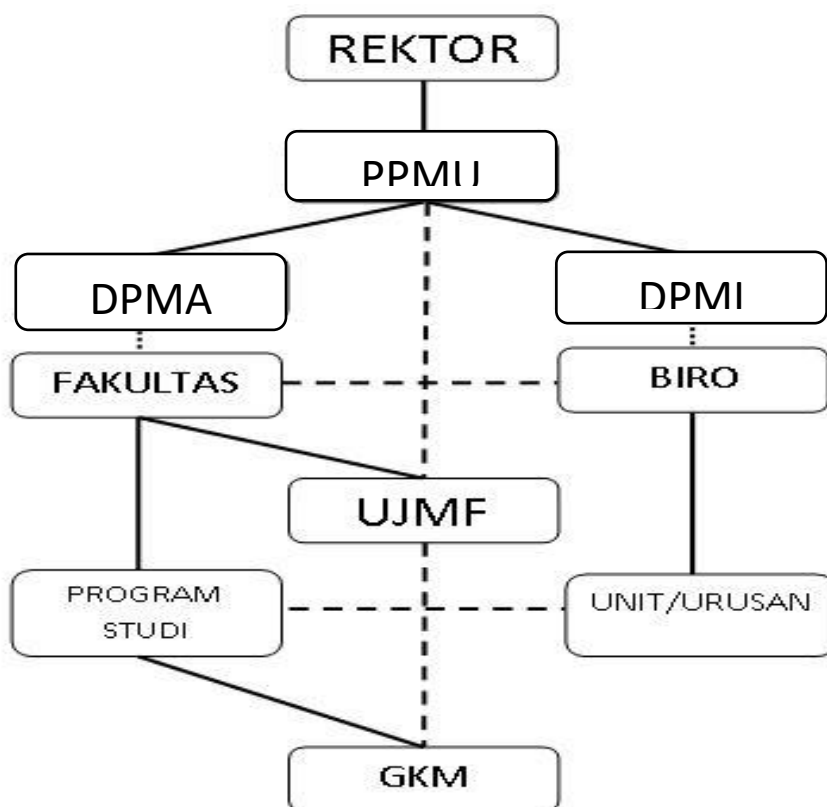 REKTOR
PPMU
DPMA
DPMI
FAKULTAS
BIRO
UJMF
PROGRAM
STUDI
UNIT/URUSAN
GKM